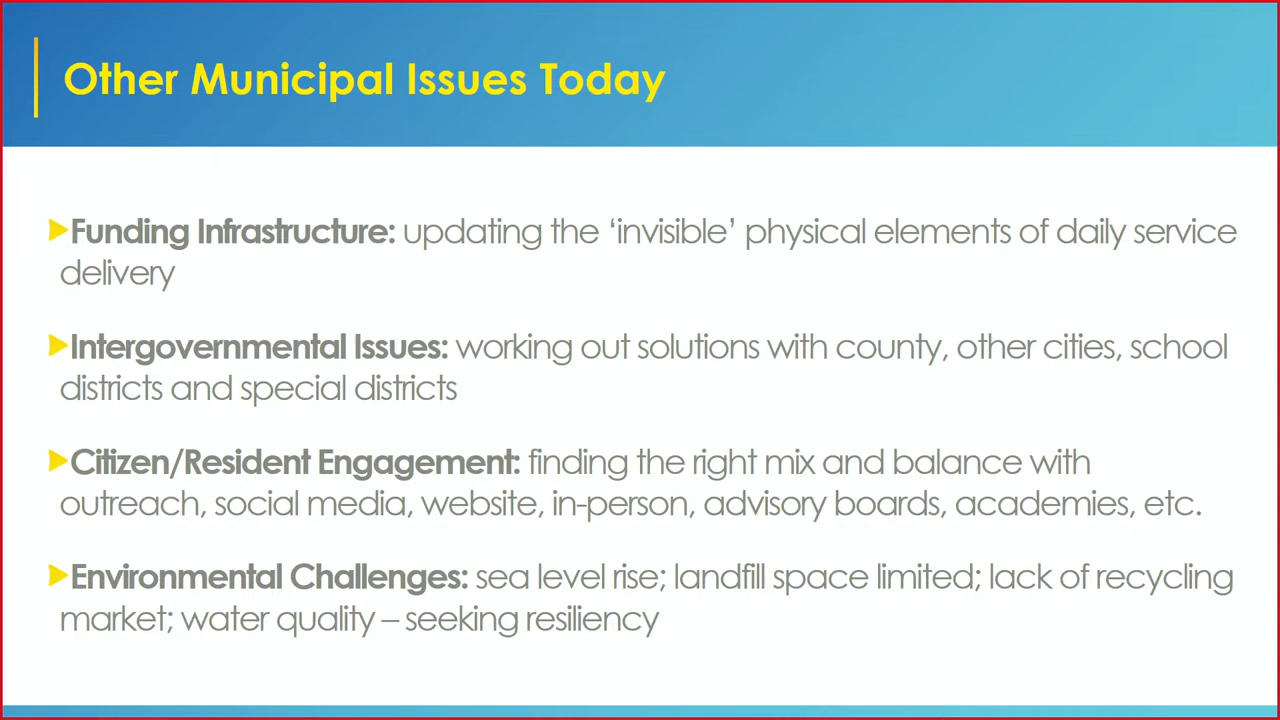 Other Municipal Issues Today
Funding Infrastructure: updating the ‘invisible’ physical elements of daily service
delivery
Intergovernmental Issues: working out solutions with county, other cities, school
districts and special districts
Citizen/Resident Engagement: finding the right mix and balance with
outreach, social media, website, in-person, advisory boards, academies, etc.
Environmental Challenges: sea level rise; landfill space limited; lack of recycling
market; water quality – seeking resiliency